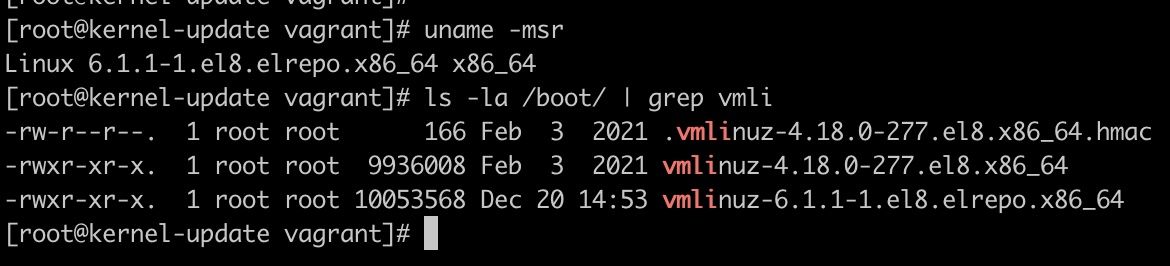 [root@kernel-update vagrant]#
[root@kernel-update vagrant]# uname -msr
Linux 6.1.1-1.el8.elrepo.x86_64 x86_64
[root@kernel-update vagrant]# ls -la /boot/ | grep vmli
-rw-r--r--.  1 root root      166 Feb  3  2021 .vmlinuz-4.18.0-277.el8.x86_64.hmac
-rwxr-xr-x.  1 root root  9936008 Feb  3  2021 vmlinuz-4.18.0-277.el8.x86_64
-rwxr-xr-x.  1 root root 10053568 Dec 20 14:53 vmlinuz-6.1.1-1.el8.elrepo.x86_64
[root@kernel-update vagrant]#